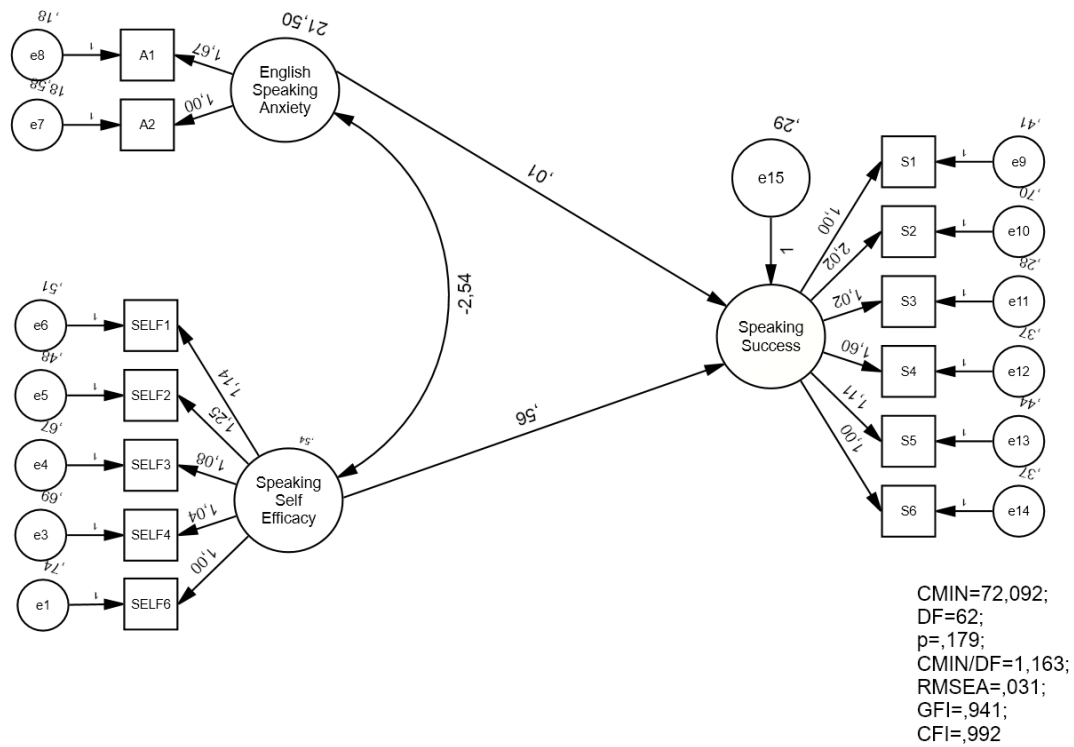 ,18
e8
1
A1
1,67
21,50
English
Speaking
Anxiety
18,58
e7
1
A2
1,00
,01
-2,54
,29
e15
1
Speaking
Success
,51
e6
1
SELF1
1,14
,48
e5
1
SELF2
1,25
,67
e4
1
SELF3
1,08
,69
e3
1
SELF4
1,04
,74
e1
1
SELF6
1,00
,54
Speaking
Self
Efficacy
,56
1,00
S1
1
,41
e9
2,02
S2
1
,70
e10
1,02
S3
1
,28
e11
1,60
S4
1
,37
e12
1,11
S5
1
,44
e13
1,00
S6
1
,37
e14
CMIN=72,092;
DF=62;
p=,179;
CMIN/DF=1,163;
RMSEA=,031;
GFI=,941;
CFI=,992